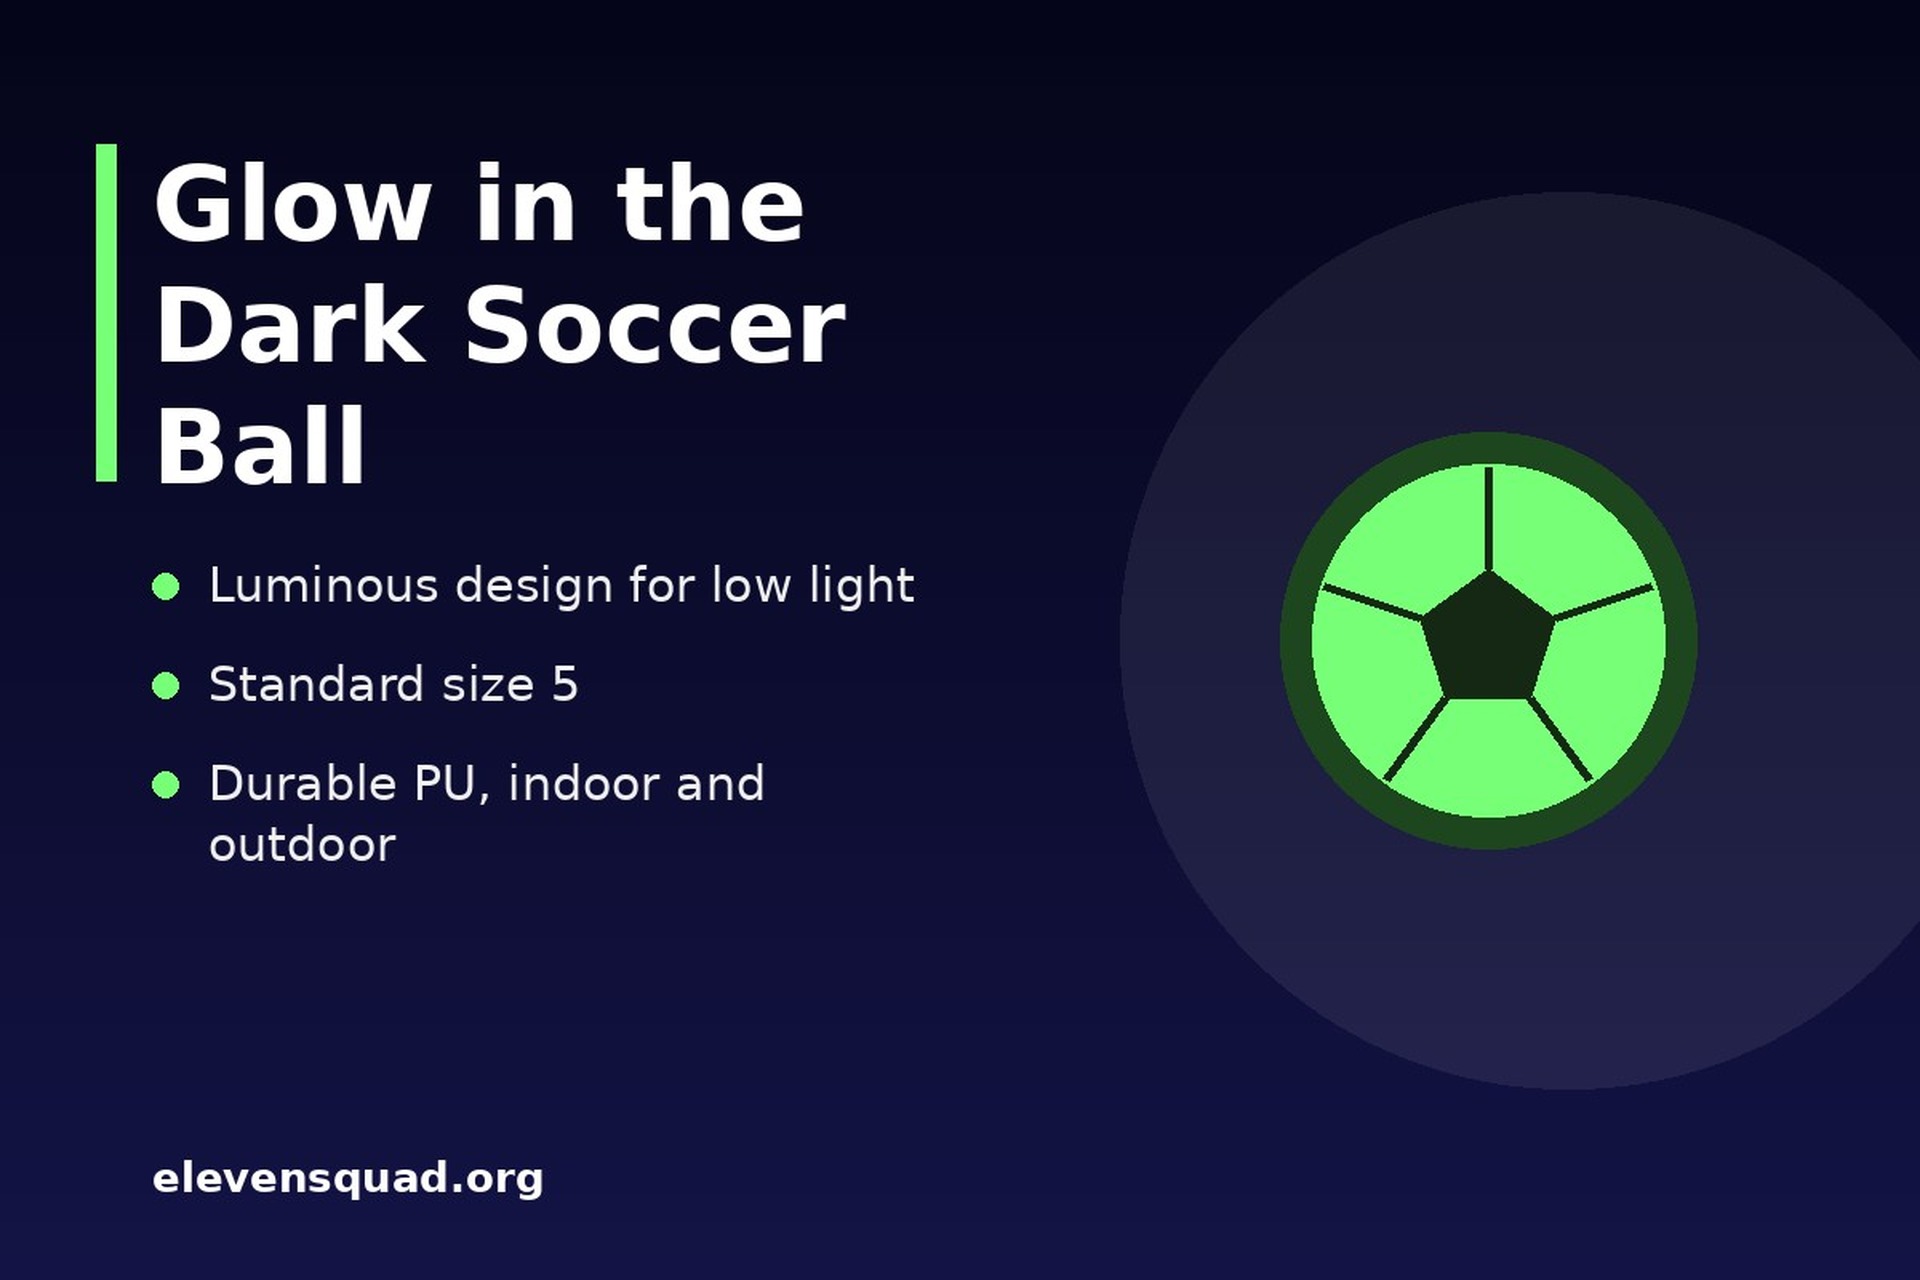 Glow in the
Dark Soccer
Ball
Luminous design for low light
Standard size 5
Durable PU, indoor and
outdoor
elevensquad.org